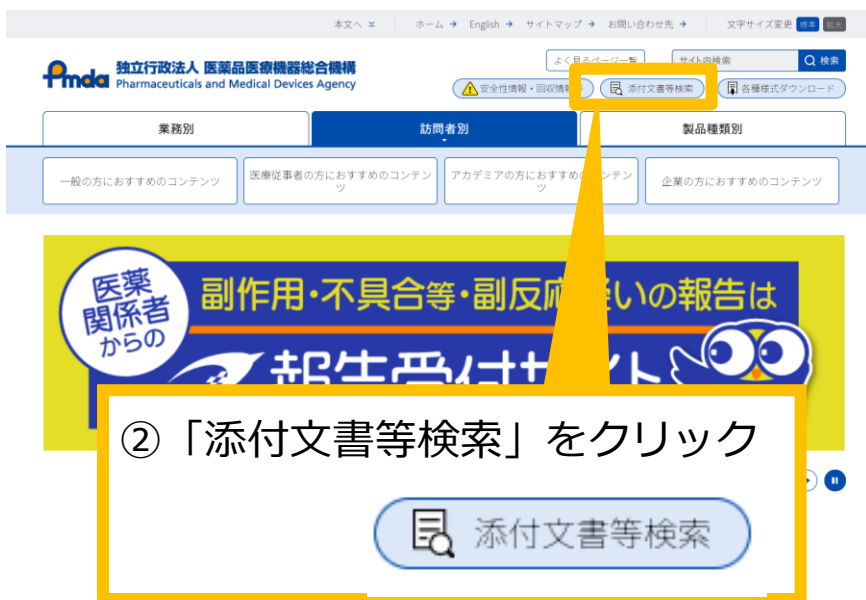 本文へ
ホーム English サイトマップ お問い合わせ先
文字サイズ変更 標準 拡大
Pmda 独立行政法人 医薬品医療機器総合機構
Pharmaceuticals and Medical Devices Agency
よく見るページ一覧
サイト内検索 検索
安全性情報・回収情報
添付文書等検索
各種様式ダウンロード
業務別
訪問者別
製品種類別
一般の方におすすめのコンテンツ
医療従事者の方におすすめのコンテン
ツ
アカデミアの方におすすめのコンテン
ツ
企業の方におすすめのコンテンツ
医薬
関係者
からの
副作用・不具合等・副反応疑いの報告は
報告受付サイト
②「添付文書等検索」をクリック
添付文書等検索